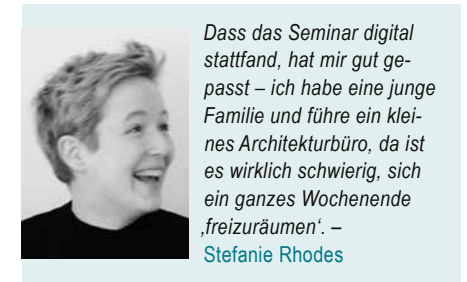 Dass das Seminar digital
stattfand, hat mir gut ge-
passt – ich habe eine junge
Familie und führe ein klei-
nes Architekturbüro, da ist
es wirklich schwierig, sich
ein ganzes Wochenende
‚freizuräumen‘. –
Stefanie Rhodes